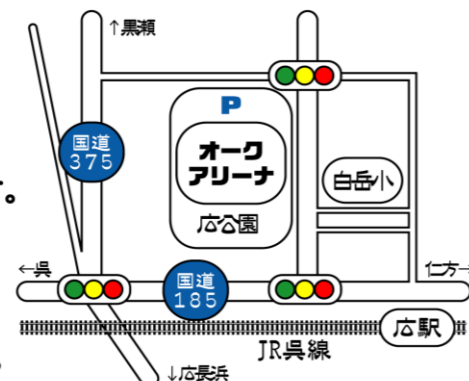 ↑黒瀬
P
国道
375
オーク
アリーナ
白岳小
。
広公園
←呉
国道
185
仁方→
広駅
JR呉線
↓広長浜